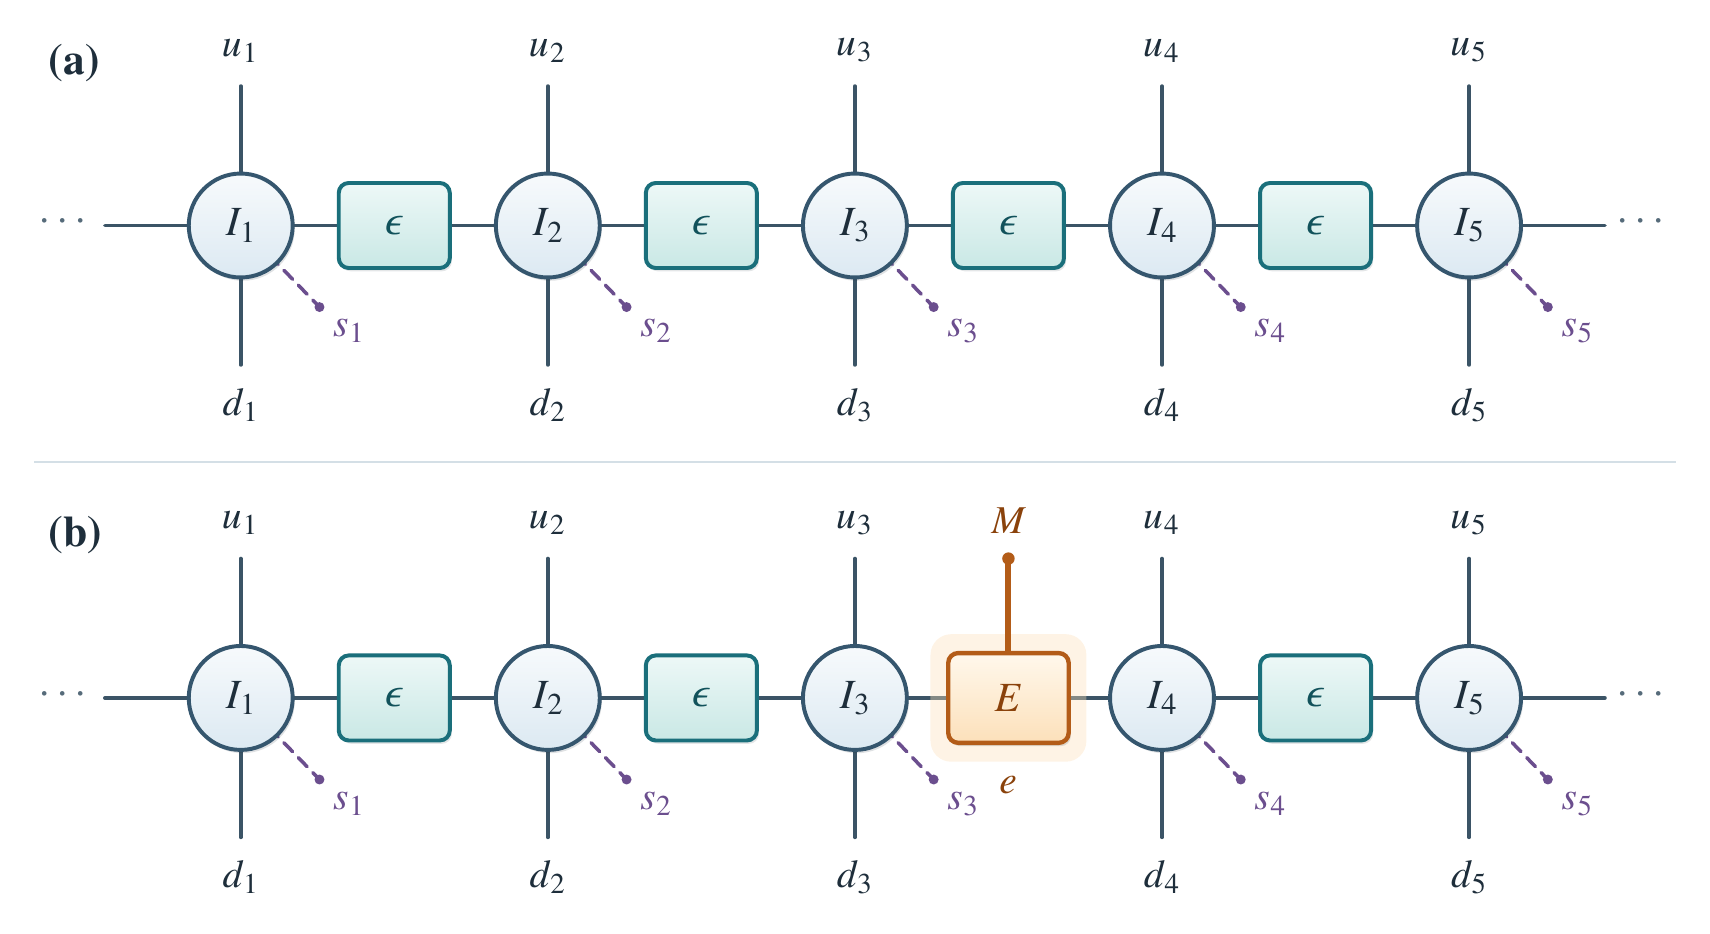 (a) u₁ u₂ u₃ u₄ u₅
··· I₁ ϵ I₂ ϵ I₃ ϵ I₄ ϵ I₅ ···
s₁ s₂ s₃ s₄ s₅
d₁ d₂ d₃ d₄ d₅
(b) u₁ u₂ u₃ M u₄ u₅
··· I₁ ϵ I₂ ϵ I₃ E I₄ ϵ I₅ ···
s₁ s₂ s₃ e s₄ s₅
d₁ d₂ d₃ d₄ d₅